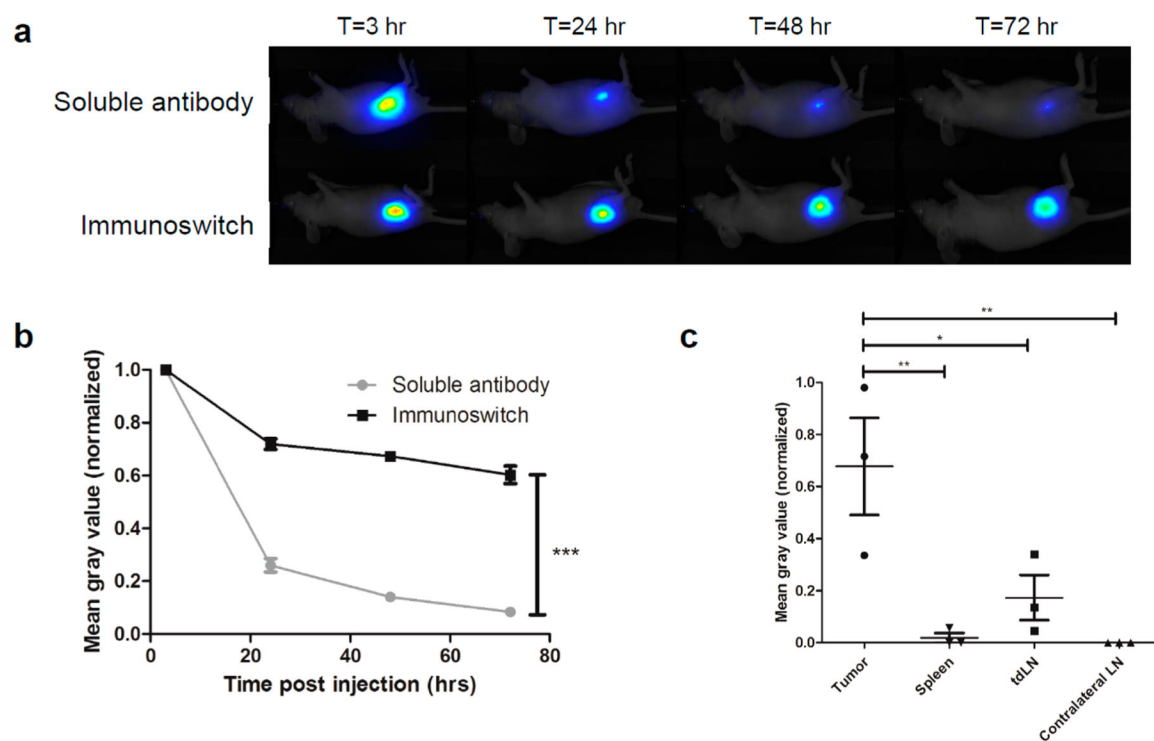 a
T=3 hr T=24 hr T=48 hr T=72 hr
Soluble antibody
Immunoswitch
b
Mean gray value (normalized)
1.0
0.8
0.6
0.4
0.2
0.0
0 20 40 60 80
Time post injection (hrs)
Soluble antibody
Immunoswitch
***
c
**
*
**
Mean gray value (normalized)
1.0
0.8
0.6
0.4
0.2
0.0
Tumor
Spleen
tdLN
Contralateral LN